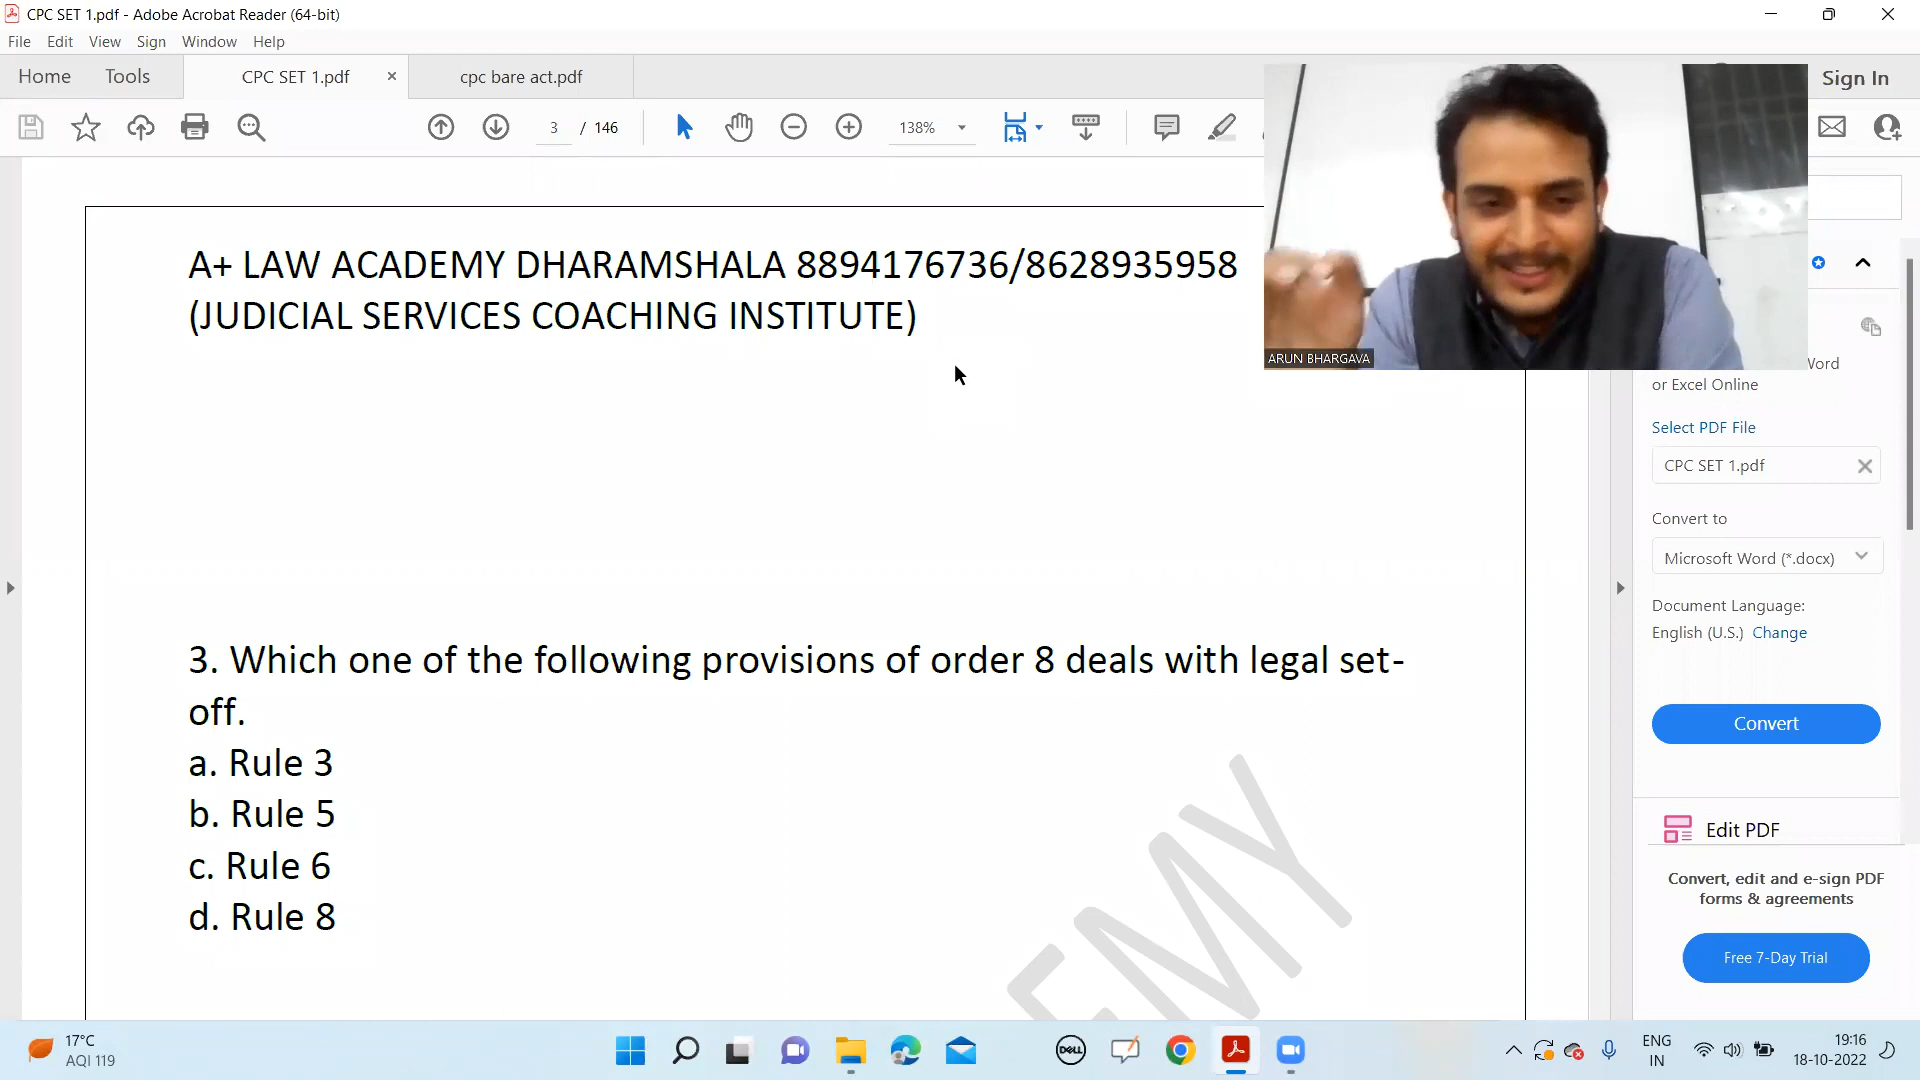 CPC SET 1.pdf - Adobe Acrobat Reader (64-bit)
File Edit View Sign Window Help
Home Tools CPC SET 1.pdf cpc bare act.pdf Sign In
3 / 146 138%
A+ LAW ACADEMY DHARAMSHALA 8894176736/8628935958
(JUDICIAL SERVICES COACHING INSTITUTE)
ARUN BHARGAVA
3. Which one of the following provisions of order 8 deals with legal set-
off.
a. Rule 3
b. Rule 5
c. Rule 6
d. Rule 8
EMY
Word
or Excel Online
Select PDF File
CPC SET 1.pdf
Convert to
Microsoft Word (*.docx)
Document Language:
English (U.S.) Change
Convert
Edit PDF
Convert, edit and e-sign PDF
forms & agreements
Free 7-Day Trial
17°C
AQI 119
DELL
ENG
IN
19:16
18-10-2022